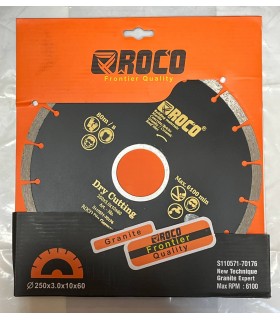 ROCO
Frontier Quality
80m / s
ROCO
Max. 6100 min
Dry Cutting
Granite
ROCO
Frontier
Quality
S110571-70176
New Technique
Granite Expert
Max RPM : 6100
Ø 250x3.0x10x60